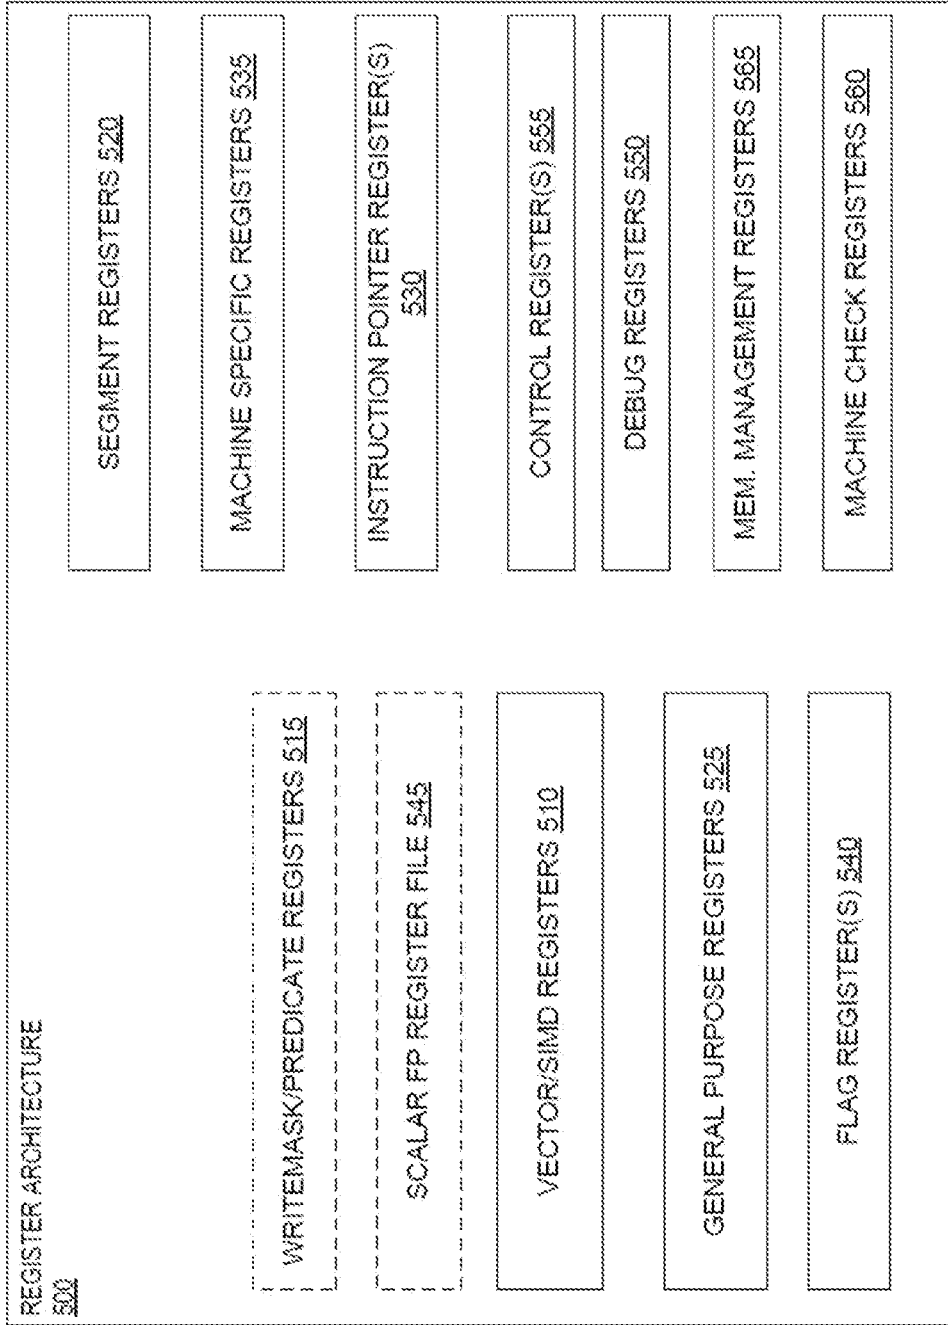 REGISTER ARCHITECTURE
500
WRITEMASK/PREDICATE REGISTERS 515
SCALAR FP REGISTER FILE 545
VECTOR/SIMD REGISTERS 510
GENERAL PURPOSE REGISTERS 525
FLAG REGISTER(S) 540
SEGMENT REGISTERS 520
MACHINE SPECIFIC REGISTERS 535
INSTRUCTION POINTER REGISTER(S)
530
CONTROL REGISTER(S) 555
DEBUG REGISTERS 550
MEM. MANAGEMENT REGISTERS 565
MACHINE CHECK REGISTERS 560